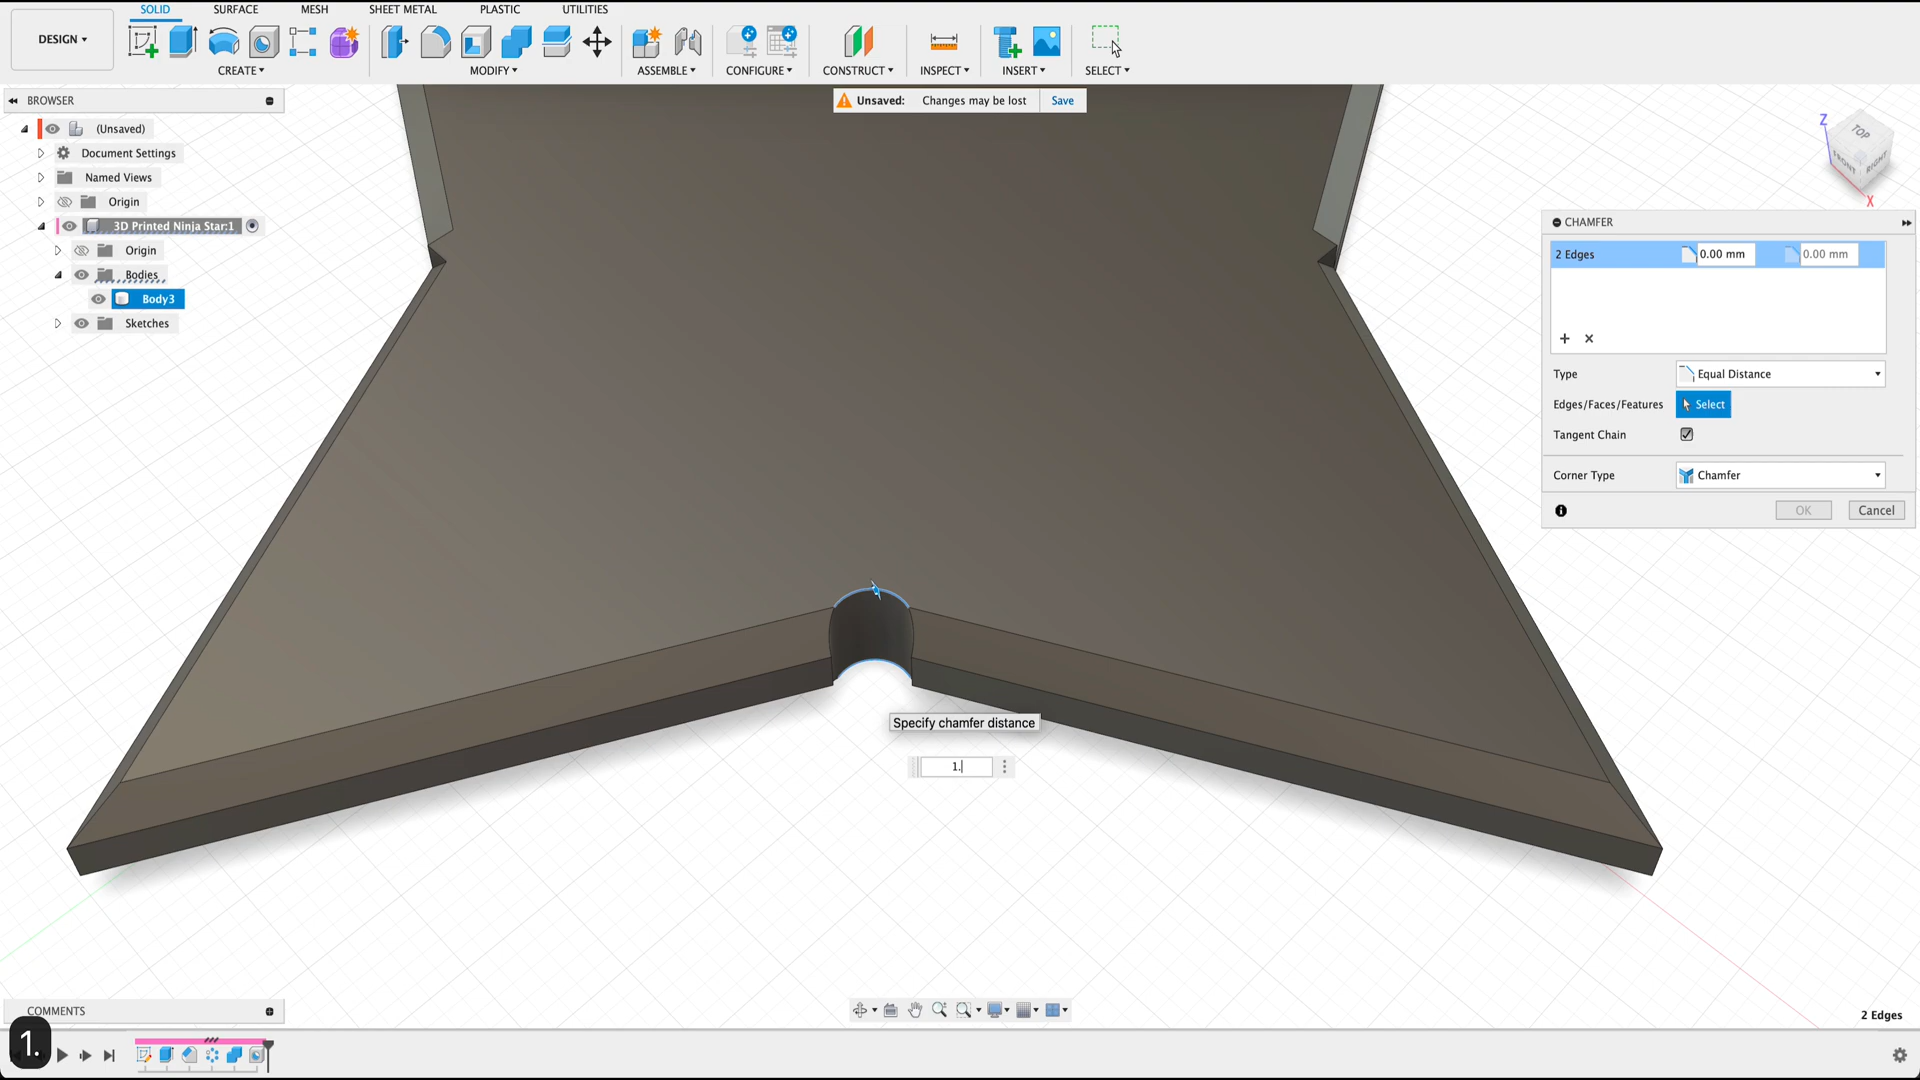 SOLID SURFACE MESH SHEET METAL PLASTIC UTILITIES
DESIGN
CREATE MODIFY ASSEMBLE CONFIGURE CONSTRUCT INSPECT INSERT SELECT
BROWSER
Unsaved: Changes may be lost Save
(Unsaved)
Document Settings
Named Views
Origin
3D Printed Ninja Star:1
Origin
Bodies
Body3
Sketches
Z
TOP
FRONT RIGHT
X
CHAMFER
2 Edges 0.00 mm 0.00 mm
Type Equal Distance
Edges/Faces/Features Select
Tangent Chain
Corner Type Chamfer
OK Cancel
Specify chamfer distance
1.
COMMENTS
2 Edges
1.